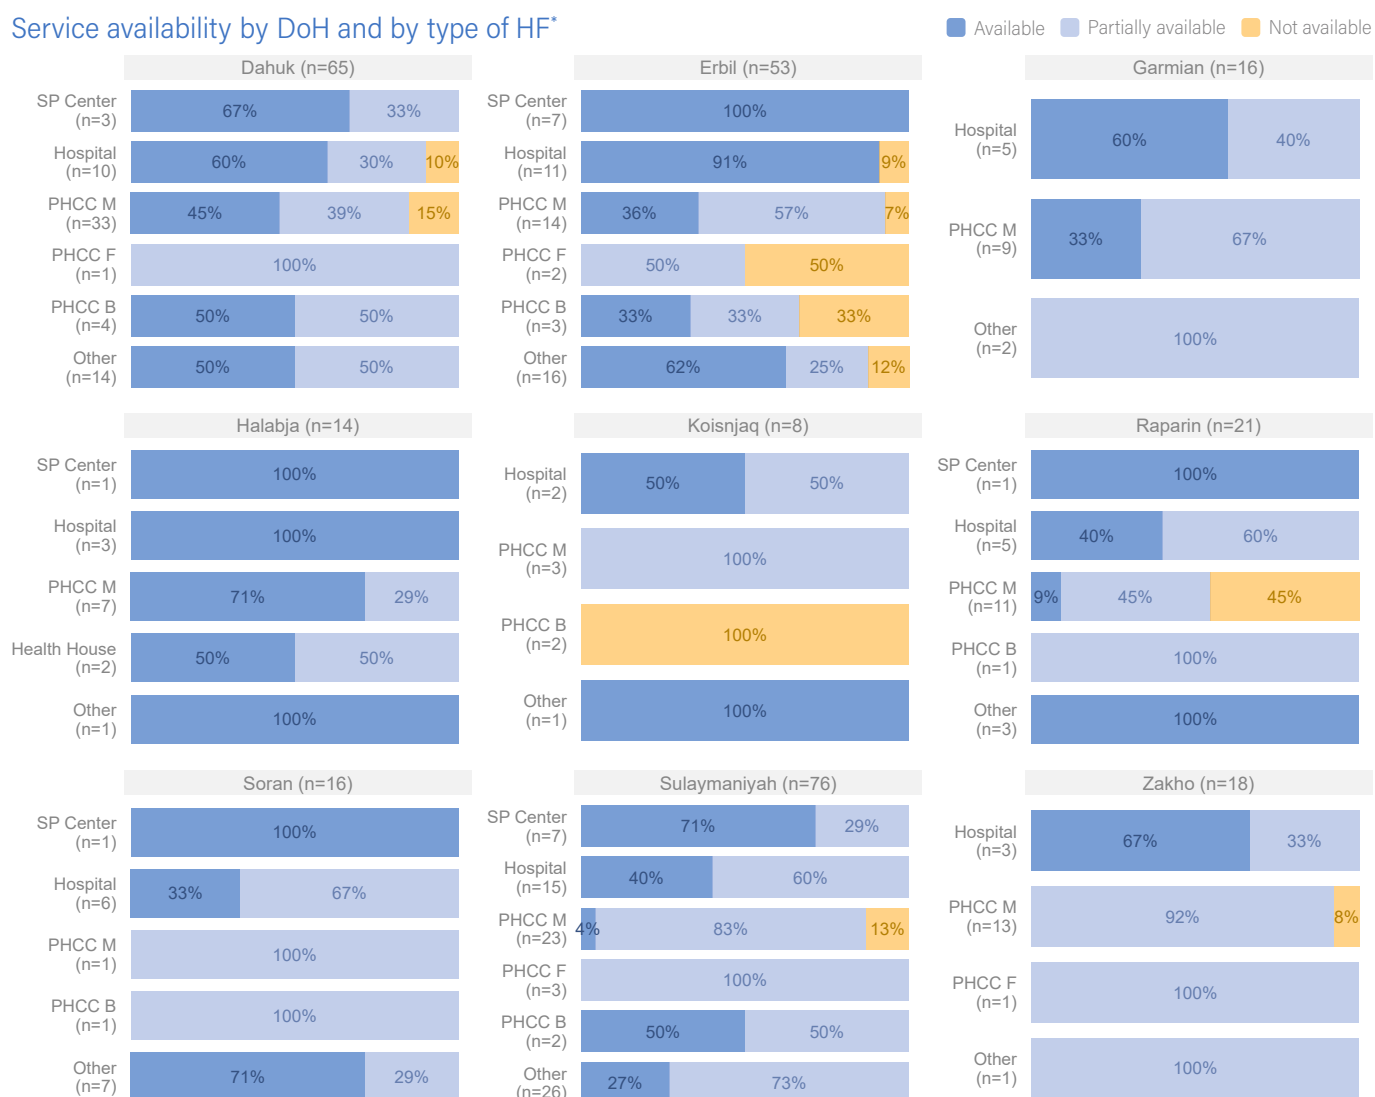 Service availability by DoH and by type of HF*
Available Partially available Not available
Dahuk (n=65)
SP Center
(n=3)
67% 33%
Hospital
(n=10)
60% 30% 10%
PHCC M
(n=33)
45% 39% 15%
PHCC F
(n=1)
100%
PHCC B
(n=4)
50% 50%
Other
(n=14)
50% 50%
Erbil (n=53)
SP Center
(n=7)
100%
Hospital
(n=11)
91% 9%
PHCC M
(n=14)
36% 57% 7%
PHCC F
(n=2)
50% 50%
PHCC B
(n=3)
33% 33% 33%
Other
(n=16)
62% 25% 12%
Garmian (n=16)
Hospital
(n=5)
60% 40%
PHCC M
(n=9)
33% 67%
Other
(n=2)
100%
Halabja (n=14)
SP Center
(n=1)
100%
Hospital
(n=3)
100%
PHCC M
(n=7)
71% 29%
Health House
(n=2)
50% 50%
Other
(n=1)
100%
Koisnjaq (n=8)
Hospital
(n=2)
50% 50%
PHCC M
(n=3)
100%
PHCC B
(n=2)
100%
Other
(n=1)
100%
Raparin (n=21)
SP Center
(n=1)
100%
Hospital
(n=5)
40% 60%
PHCC M
(n=11)
9% 45% 45%
PHCC B
(n=1)
100%
Other
(n=3)
100%
Soran (n=16)
SP Center
(n=1)
100%
Hospital
(n=6)
33% 67%
PHCC M
(n=1)
100%
PHCC B
(n=1)
100%
Other
(n=7)
71% 29%
Sulaymaniyah (n=76)
SP Center
(n=7)
71% 29%
Hospital
(n=15)
40% 60%
PHCC M
(n=23)
4% 83% 13%
PHCC F
(n=3)
100%
PHCC B
(n=2)
50% 50%
Other
(n=26)
27% 73%
Zakho (n=18)
Hospital
(n=3)
67% 33%
PHCC M
(n=13)
92% 8%
PHCC F
(n=1)
100%
Other
(n=1)
100%